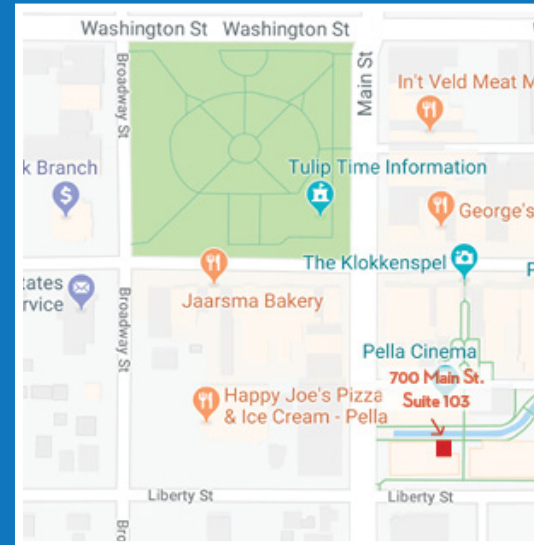 Washington St
Washington St
Broadway St
Main St
In't Veld Meat M
k Branch
Tulip Time Information
George's
The Klokkenspel
ates
rvice
Jaarsma Bakery
Broadway St
Pella Cinema
700 Main St.
Suite 103
Happy Joe's Pizza
& Ice Cream - Pella
Liberty St
Liberty St
Bro